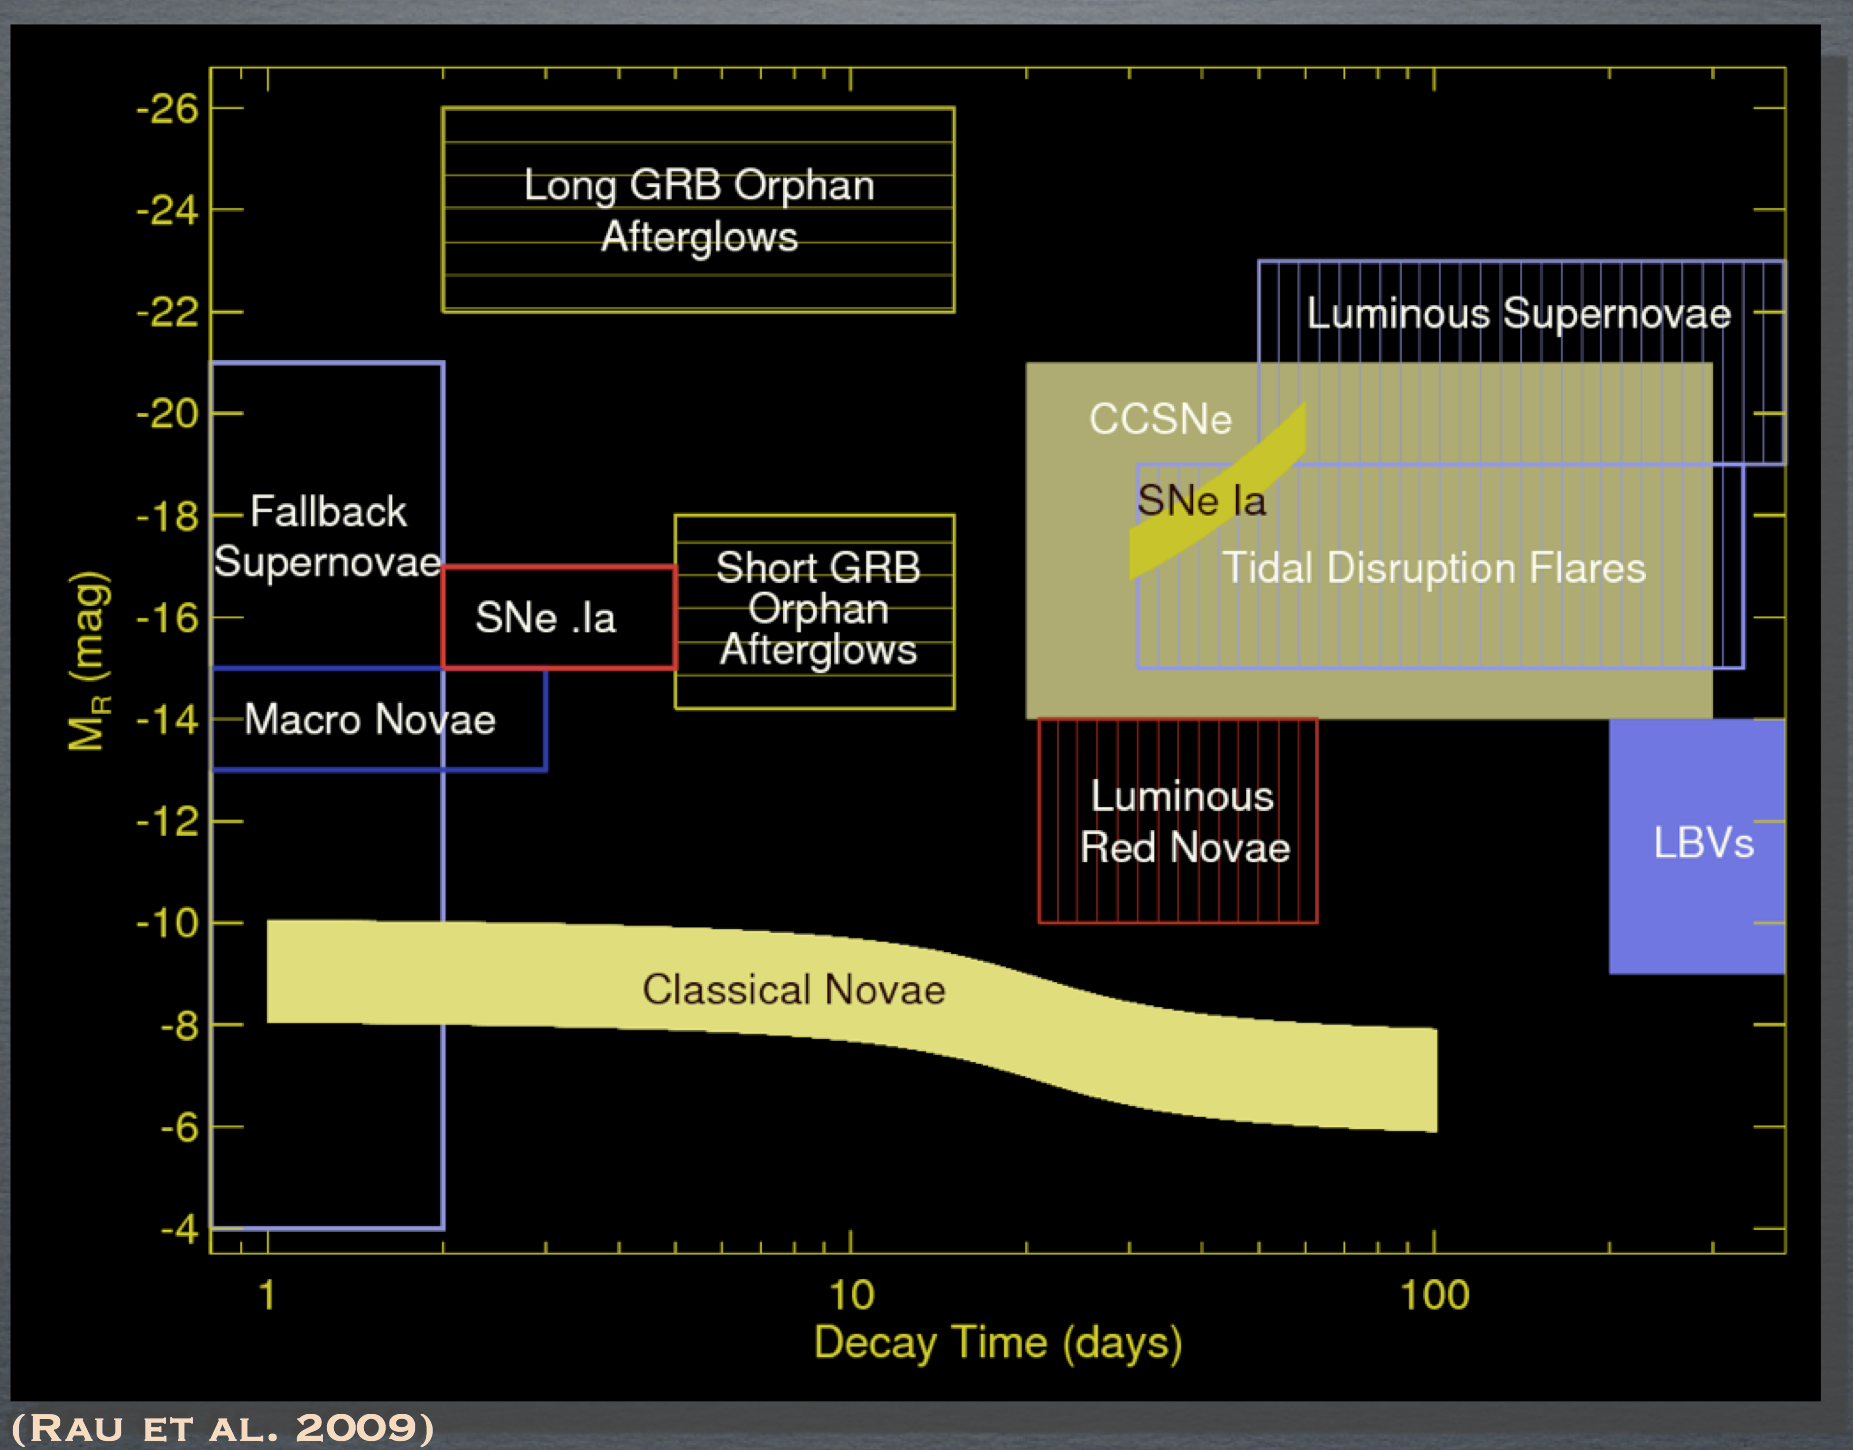 -26
-24
-22
-20
-18
-16
-14
-12
-10
-8
-6
-4
M_R (mag)
Long GRB Orphan
Afterglows
Luminous Supernovae
CCSNe
SNe Ia
Tidal Disruption Flares
Fallback
Supernovae
SNe .Ia
Short GRB
Orphan
Afterglows
Macro Novae
Luminous
Red Novae
LBVs
Classical Novae
1 10 100
Decay Time (days)
(Rau et al. 2009)